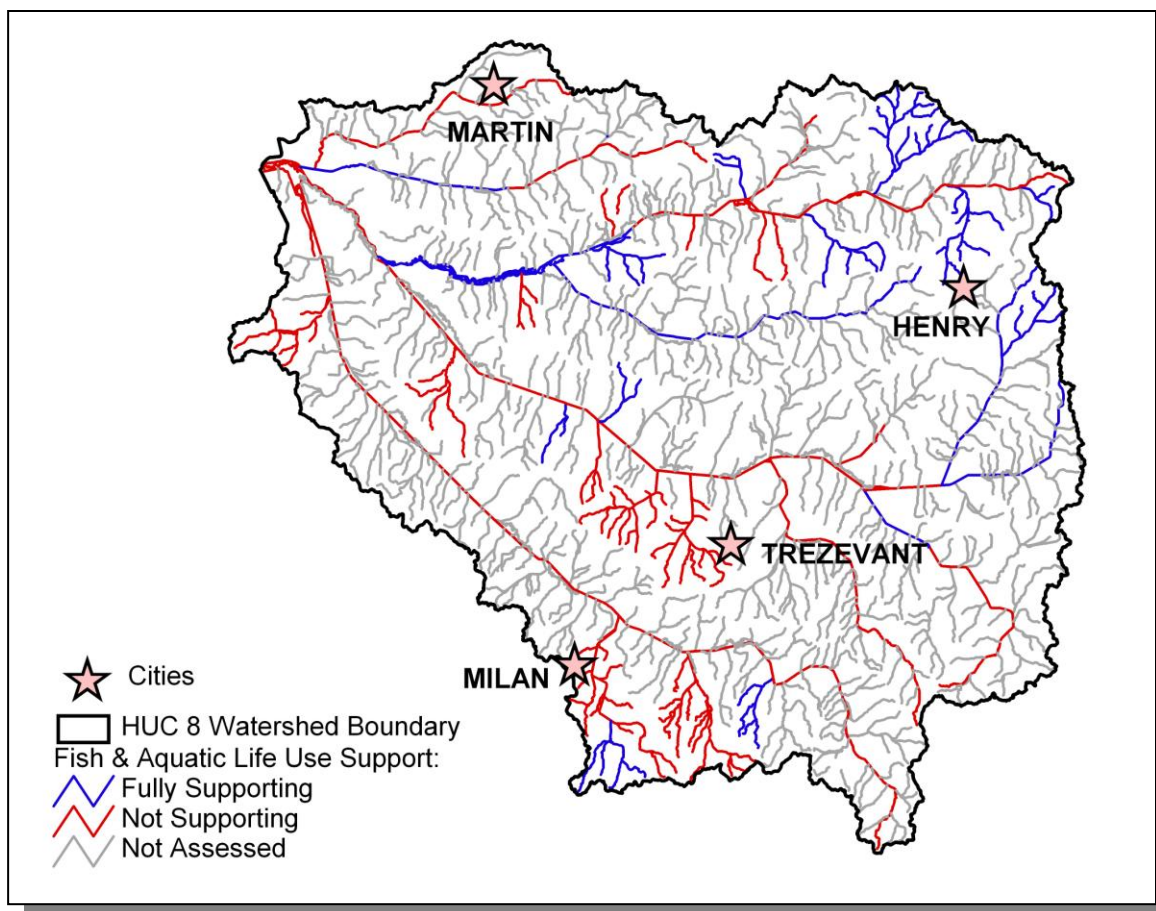 MARTIN
HENRY
TREZEVANT
MILAN
Cities
HUC 8 Watershed Boundary
Fish & Aquatic Life Use Support:
Fully Supporting
Not Supporting
Not Assessed